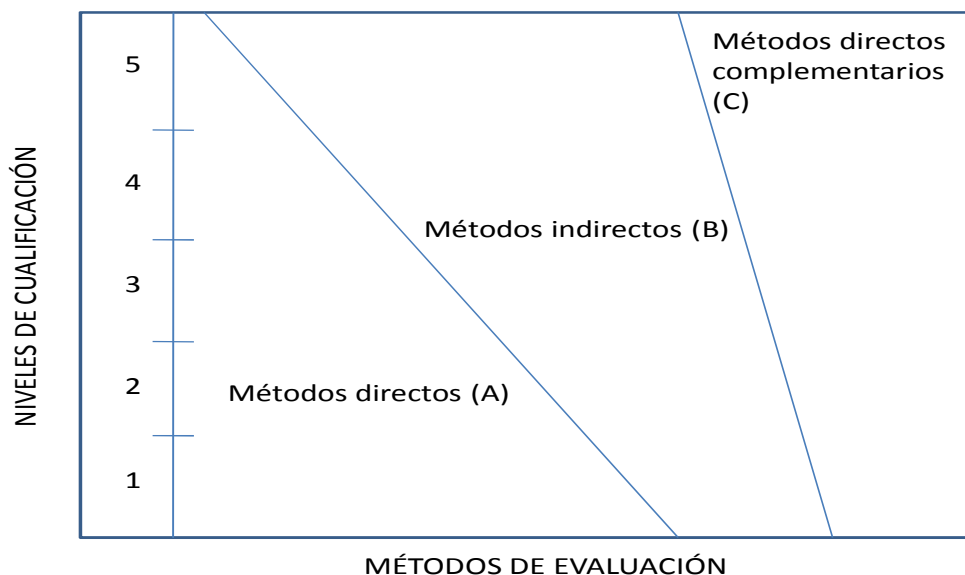 NIVELES DE CUALIFICACIÓN
5
4
3
2
1
Métodos directos
complementarios
(C)
Métodos indirectos (B)
Métodos directos (A)
MÉTODOS DE EVALUACIÓN